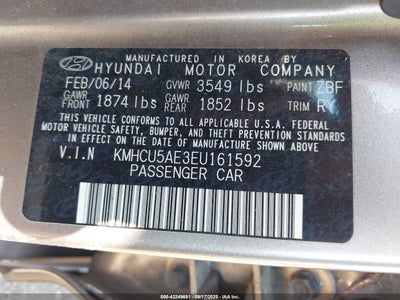 MANUFACTURED IN KOREA BY
HYUNDAI MOTOR COMPANY
FEB/06/14 GVWR 3549 lbs PAINT ZBF
GAWR FRONT 1874 lbs GAWR REAR 1852 lbs TRIM RY
THIS VEHICLE CONFORMS TO ALL APPLICABLE U.S.A
FEDERAL MOTOR VEHICLE SAFETY, BUMPER, AND
THEFT PREVENTION STANDARDS
IN EFFECT ON THE DATE OF MANUFACTURE
SHOWN ABOVE.
V.I.N KMHCU5AE3EU161592
PASSENGER CAR
IAA 43249681 - 09/17/2025 - IAAI.COM